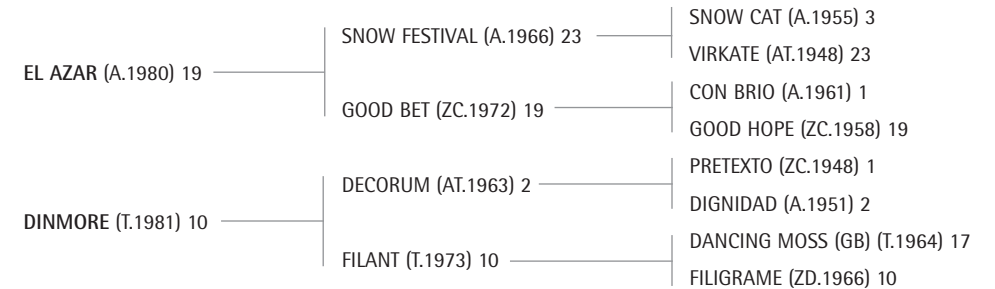 SNOW CAT (A.1955) 3
SNOW FESTIVAL (A.1966) 23
VIRKATE (AT.1948) 23
EL AZAR (A.1980) 19
CON BRIO (A.1961) 1
GOOD BET (ZC.1972) 19
GOOD HOPE (ZC.1958) 19
PRETEXTO (ZC.1948) 1
DECORUM (AT.1963) 2
DIGNIDAD (A.1951) 2
DINMORE (T.1981) 10
DANCING MOSS (GB) (T.1964) 17
FILANT (T.1973) 10
FILIGRAME (ZD.1966) 10